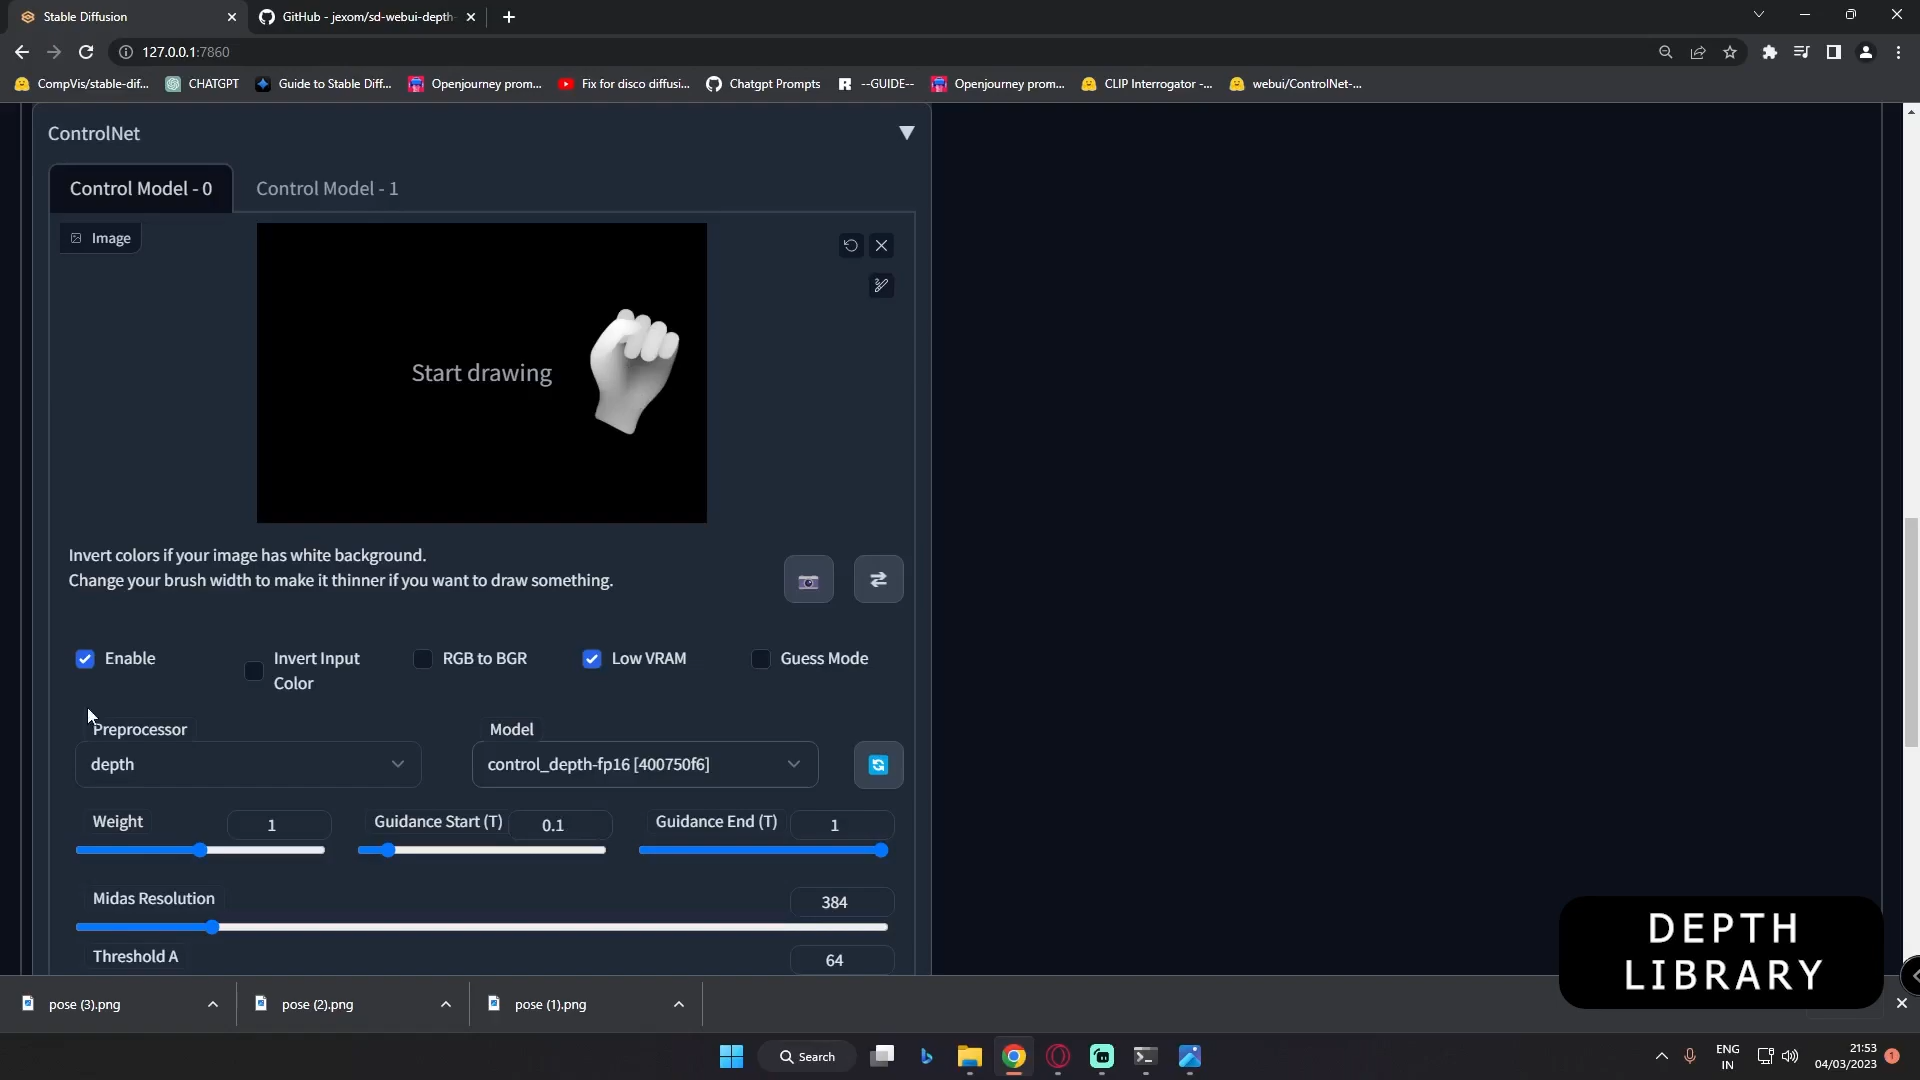 Stable Diffusion
GitHub - jexom/sd-webui-depth-
127.0.0.1:7860
CompVis/stable-dif...
CHATGPT
Guide to Stable Diff...
Openjourney prom...
Fix for disco diffusi...
Chatgpt Prompts
--GUIDE--
Openjourney prom...
CLIP Interrogator -...
webui/ControlNet-...
ControlNet
Control Model - 0
Control Model - 1
Image
Start drawing
Invert colors if your image has white background.
Change your brush width to make it thinner if you want to draw something.
Enable
Invert Input
Color
RGB to BGR
Low VRAM
Guess Mode
Preprocessor
Model
depth
control_depth-fp16 [400750f6]
Weight
1
Guidance Start (T)
0.1
Guidance End (T)
1
Midas Resolution
384
Threshold A
64
DEPTH
LIBRARY
pose (3).png
pose (2).png
pose (1).png
Search
ENG
IN
21:53
04/03/2023
1